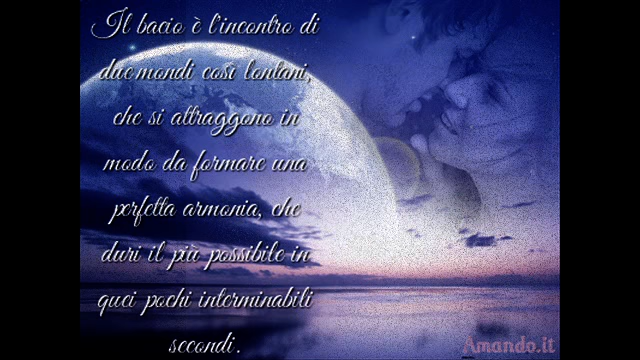 Il bacio è l'incontro di
due mondi così lontani,
che si attraggono in
modo da formare una
perfetta armonia, che
duri il più possibile in
quei pochi interminabili
secondi.
Amando.it